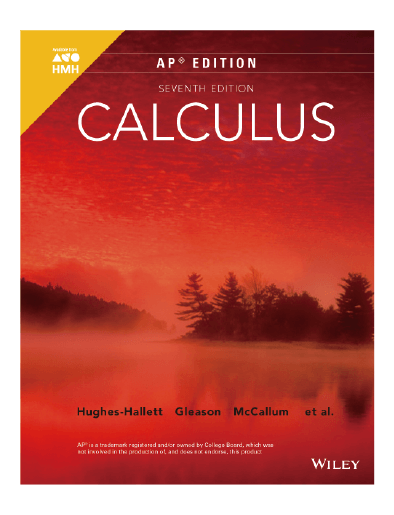 HMH
AP® EDITION
SEVENTH EDITION
CALCULUS
Hughes-Hallett Gleason McCallum et al.
AP® is a trademark registered and/or owned by College Board, which was
not involved in the production of, and does not endorse, this product
WILEY